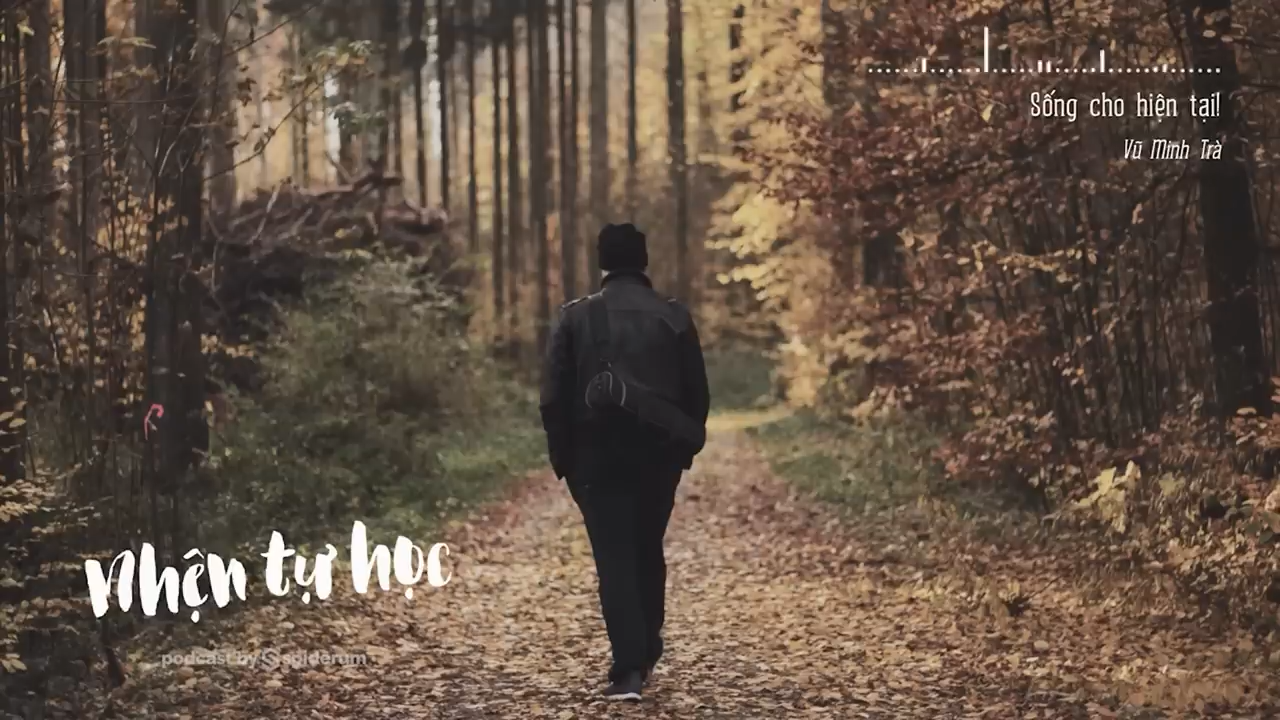 Sống cho hiện tại!
Vũ Minh Trà
Nhện tự học
podcast by spiderum